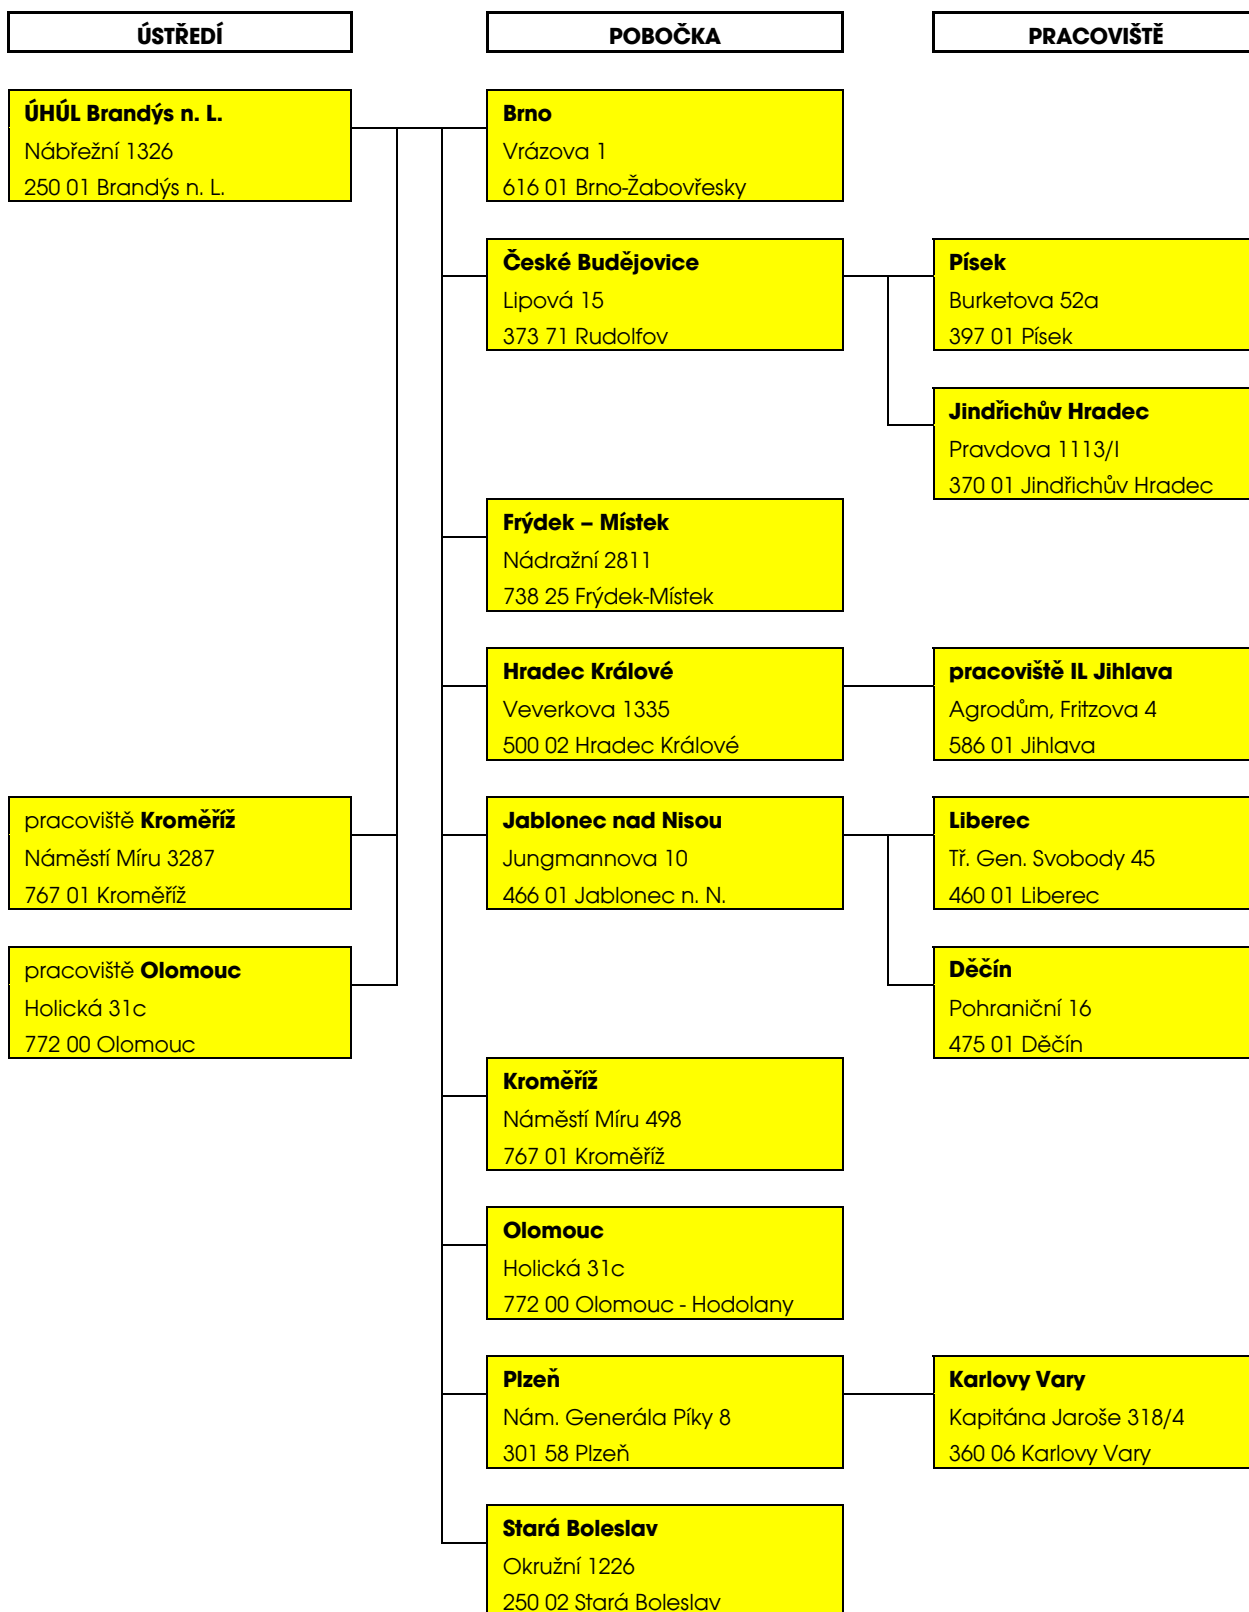 ÚSTŘEDÍ
POBOČKA
PRACOVIŠTĚ
ÚHÚL Brandýs n. L.
Nábřežní 1326
250 01 Brandýs n. L.
Brno
Vrázova 1
616 01 Brno-Žabovřesky
České Budějovice
Lipová 15
373 71 Rudolfov
Písek
Burketova 52a
397 01 Písek
Jindřichův Hradec
Pravdova 1113/I
370 01 Jindřichův Hradec
Frýdek – Místek
Nádražní 2811
738 25 Frýdek-Místek
Hradec Králové
Veverkova 1335
500 02 Hradec Králové
pracoviště IL Jihlava
Agrodům, Fritzova 4
586 01 Jihlava
pracoviště Kroměříž
Náměstí Míru 3287
767 01 Kroměříž
Jablonec nad Nisou
Jungmannova 10
466 01 Jablonec n. N.
Liberec
Tř. Gen. Svobody 45
460 01 Liberec
pracoviště Olomouc
Holická 31c
772 00 Olomouc
Děčín
Pohraniční 16
475 01 Děčín
Kroměříž
Náměstí Míru 498
767 01 Kroměříž
Olomouc
Holická 31c
772 00 Olomouc - Hodolany
Plzeň
Nám. Generála Píky 8
301 58 Plzeň
Karlovy Vary
Kapitána Jaroše 318/4
360 06 Karlovy Vary
Stará Boleslav
Okružní 1226
250 02 Stará Boleslav